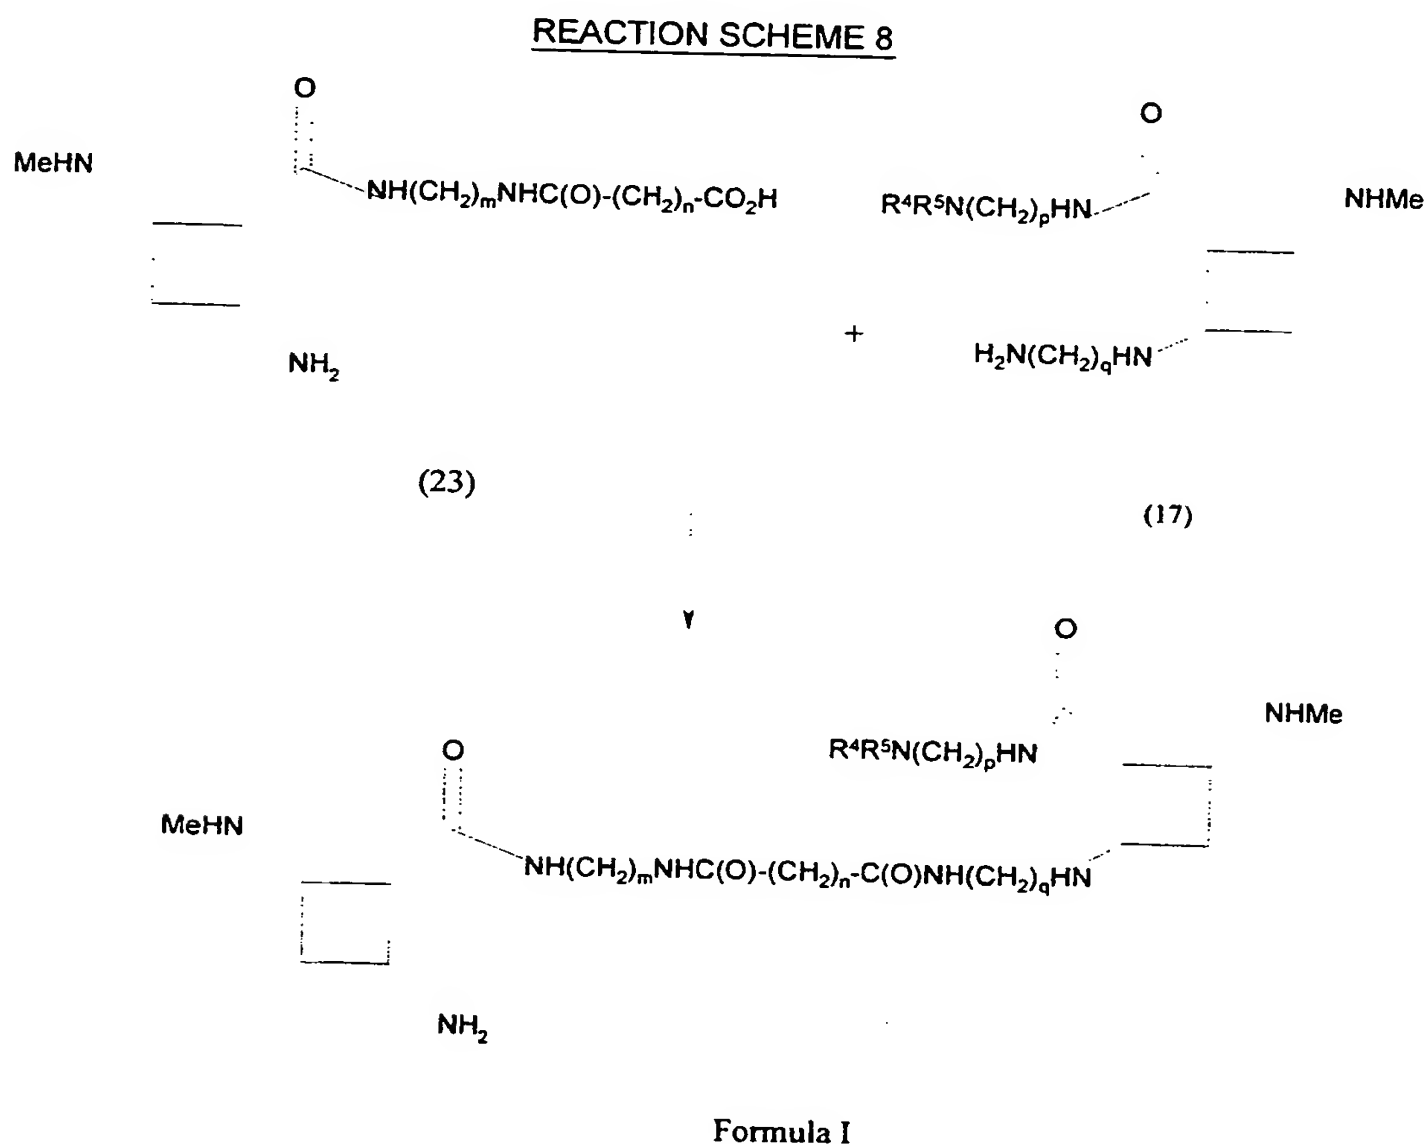 REACTION SCHEME 8
O
O
MeHN
NH(CH₂)ₘNHC(O)-(CH₂)ₙ-CO₂H
R⁴R⁵N(CH₂)ₚHN
NHMe
+
NH₂
H₂N(CH₂)qHN
(23)
(17)
O
NHMe
R⁴R⁵N(CH₂)ₚHN
O
MeHN
NH(CH₂)ₘNHC(O)-(CH₂)ₙ-C(O)NH(CH₂)qHN
NH₂
Formula I